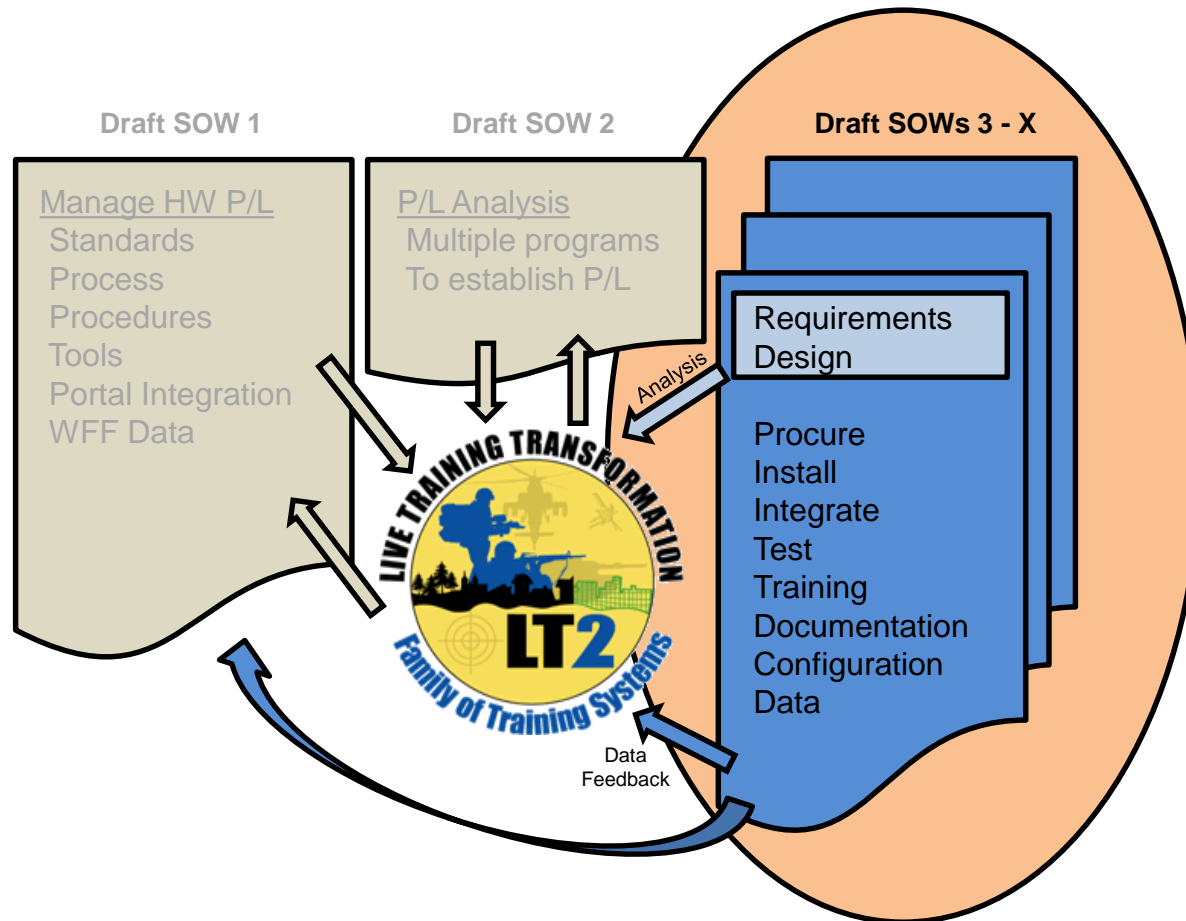 Draft SOW 1
Manage HW P/L
Standards
Process
Procedures
Tools
Portal Integration
WFF Data
Draft SOW 2
P/L Analysis
Multiple programs
To establish P/L
Draft SOWs 3 - X
Requirements
Design
Procure
Install
Integrate
Test
Training
Documentation
Configuration
Data
Analysis
LIVE TRAINING TRANSFORMATION
LT2
Family of Training Systems
Data
Feedback